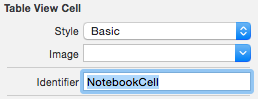 Table View Cell
Style Basic
Image
Identifier NotebookCell